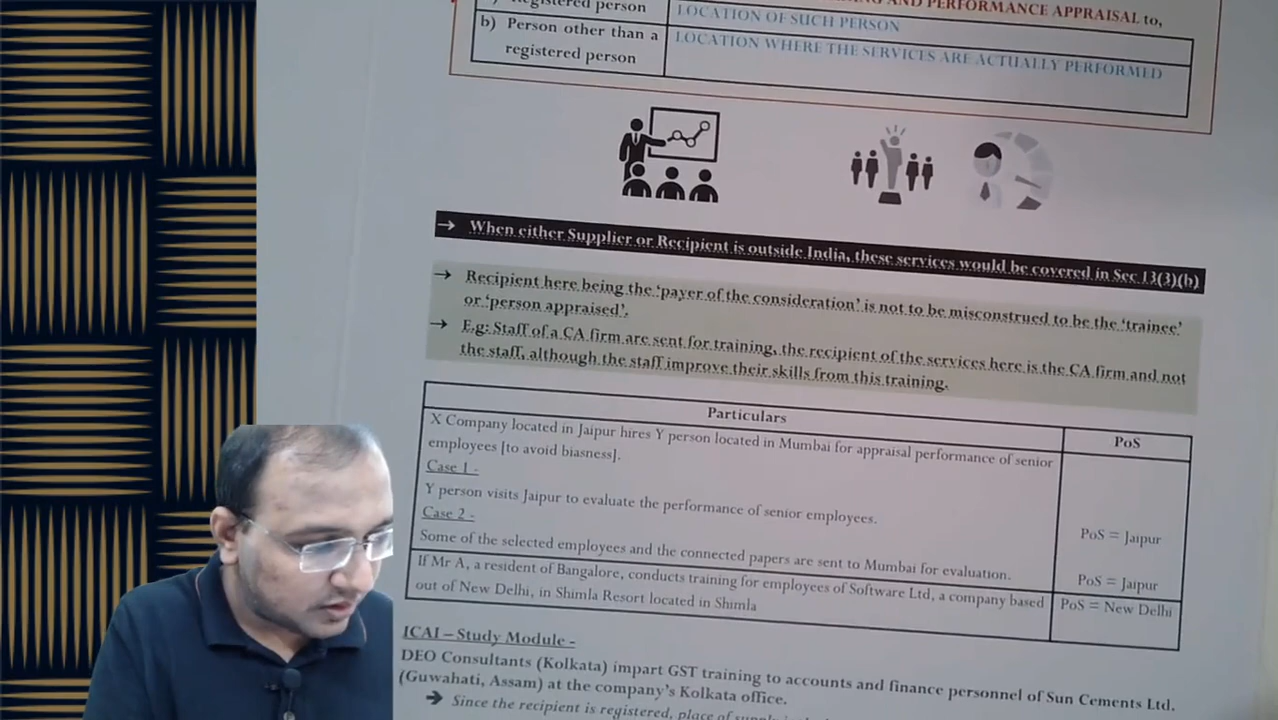 AND PERFORMANCE APPRAISAL to,
registered person
LOCATION OF SUCH PERSON
b) Person other than a
registered person
LOCATION WHERE THE SERVICES ARE ACTUALLY PERFORMED
→ When either Supplier or Recipient is outside India, these services would be covered in Sec 13(3)(b)
→ Recipient here being the ‘payer of the consideration’ is not to be misconstrued to be the ‘trainee’
or ‘person appraised’.
→ E.g: Staff of a CA firm are sent for training, the recipient of the services here is the CA firm and not
the staff, although the staff improve their skills from this training.
Particulars
PoS
X Company located in Jaipur hires Y person located in Mumbai for appraisal performance of senior
employees [to avoid biasness].
Case 1 -
Y person visits Jaipur to evaluate the performance of senior employees.
PoS = Jaipur
Case 2 -
Some of the selected employees and the connected papers are sent to Mumbai for evaluation.
PoS = Jaipur
If Mr A, a resident of Bangalore, conducts training for employees of Software Ltd, a company based
out of New Delhi, in Shimla Resort located in Shimla
PoS = New Delhi
ICAI – Study Module -
DEO Consultants (Kolkata) impart GST training to accounts and finance personnel of Sun Cements Ltd.
(Guwahati, Assam) at the company’s Kolkata office.
➔ Since the recipient is registered, place of